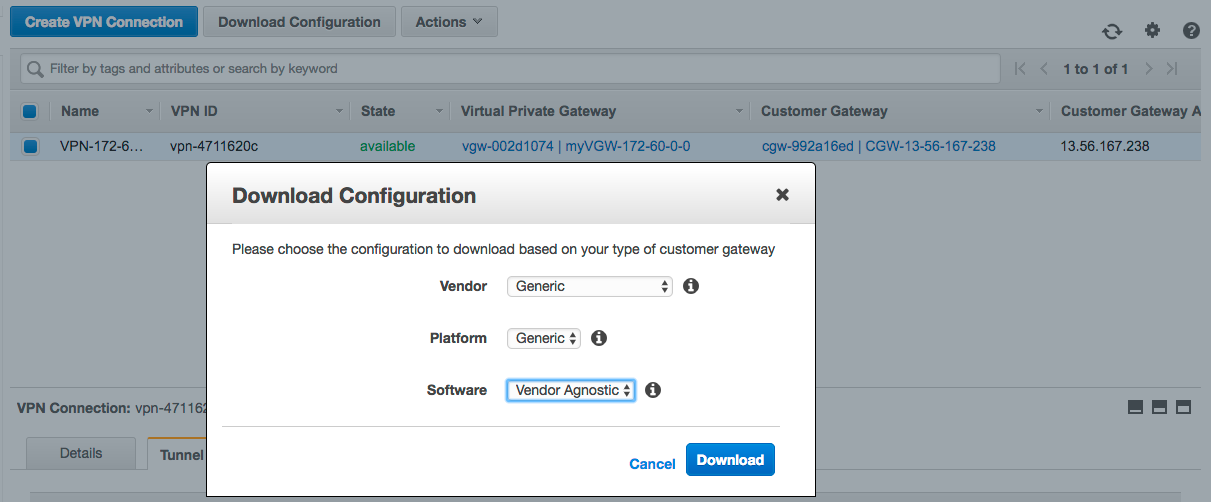 Create VPN Connection Download Configuration Actions
Filter by tags and attributes or search by keyword 1 to 1 of 1
Name VPN ID State Virtual Private Gateway Customer Gateway Customer Gateway A
VPN-172-6... vpn-4711620c available vgw-002d1074 | myVGW-172-60-0-0 cgw-992a16ed | CGW-13-56-167-238 13.56.167.238
Download Configuration
Please choose the configuration to download based on your type of customer gateway
Vendor Generic
Platform Generic
Software Vendor Agnostic
VPN Connection: vpn-47116
Details Tunnel
Cancel Download